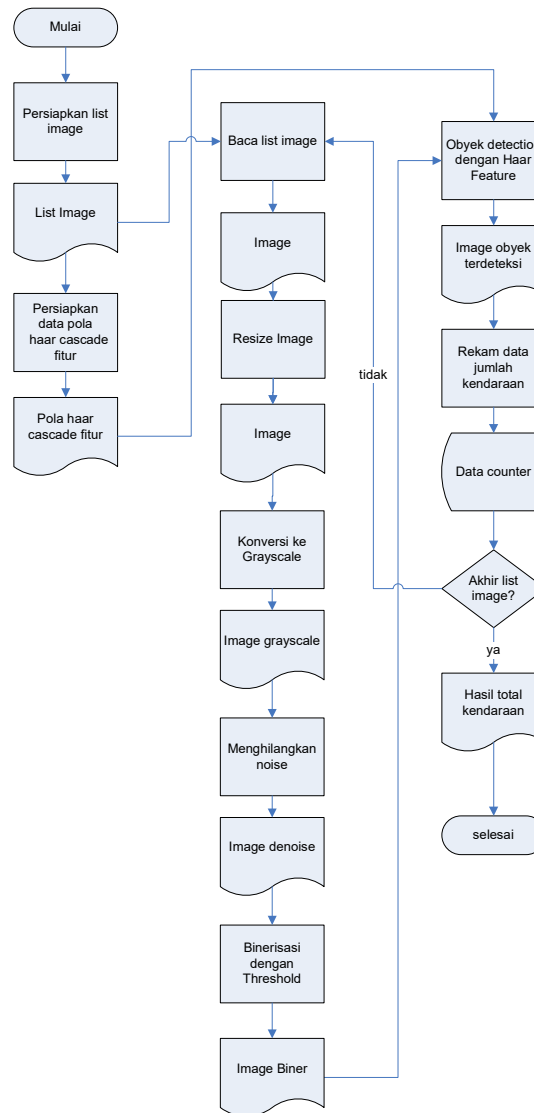 Mulai
Persiapkan list
image
List Image
Persiapkan
data pola
haar cascade
fitur
Pola haar
cascade fitur
Baca list image
Image
Resize Image
Image
Konversi ke
Grayscale
Image grayscale
Menghilangkan
noise
Image denoise
Binerisasi
dengan
Threshold
Image Biner
tidak
Obyek detectio
dengan Haar
Feature
Image obyek
terdeteksi
Rekam data
jumlah
kendaraan
Data counter
Akhir list
image?
ya
Hasil total
kendaraan
selesai